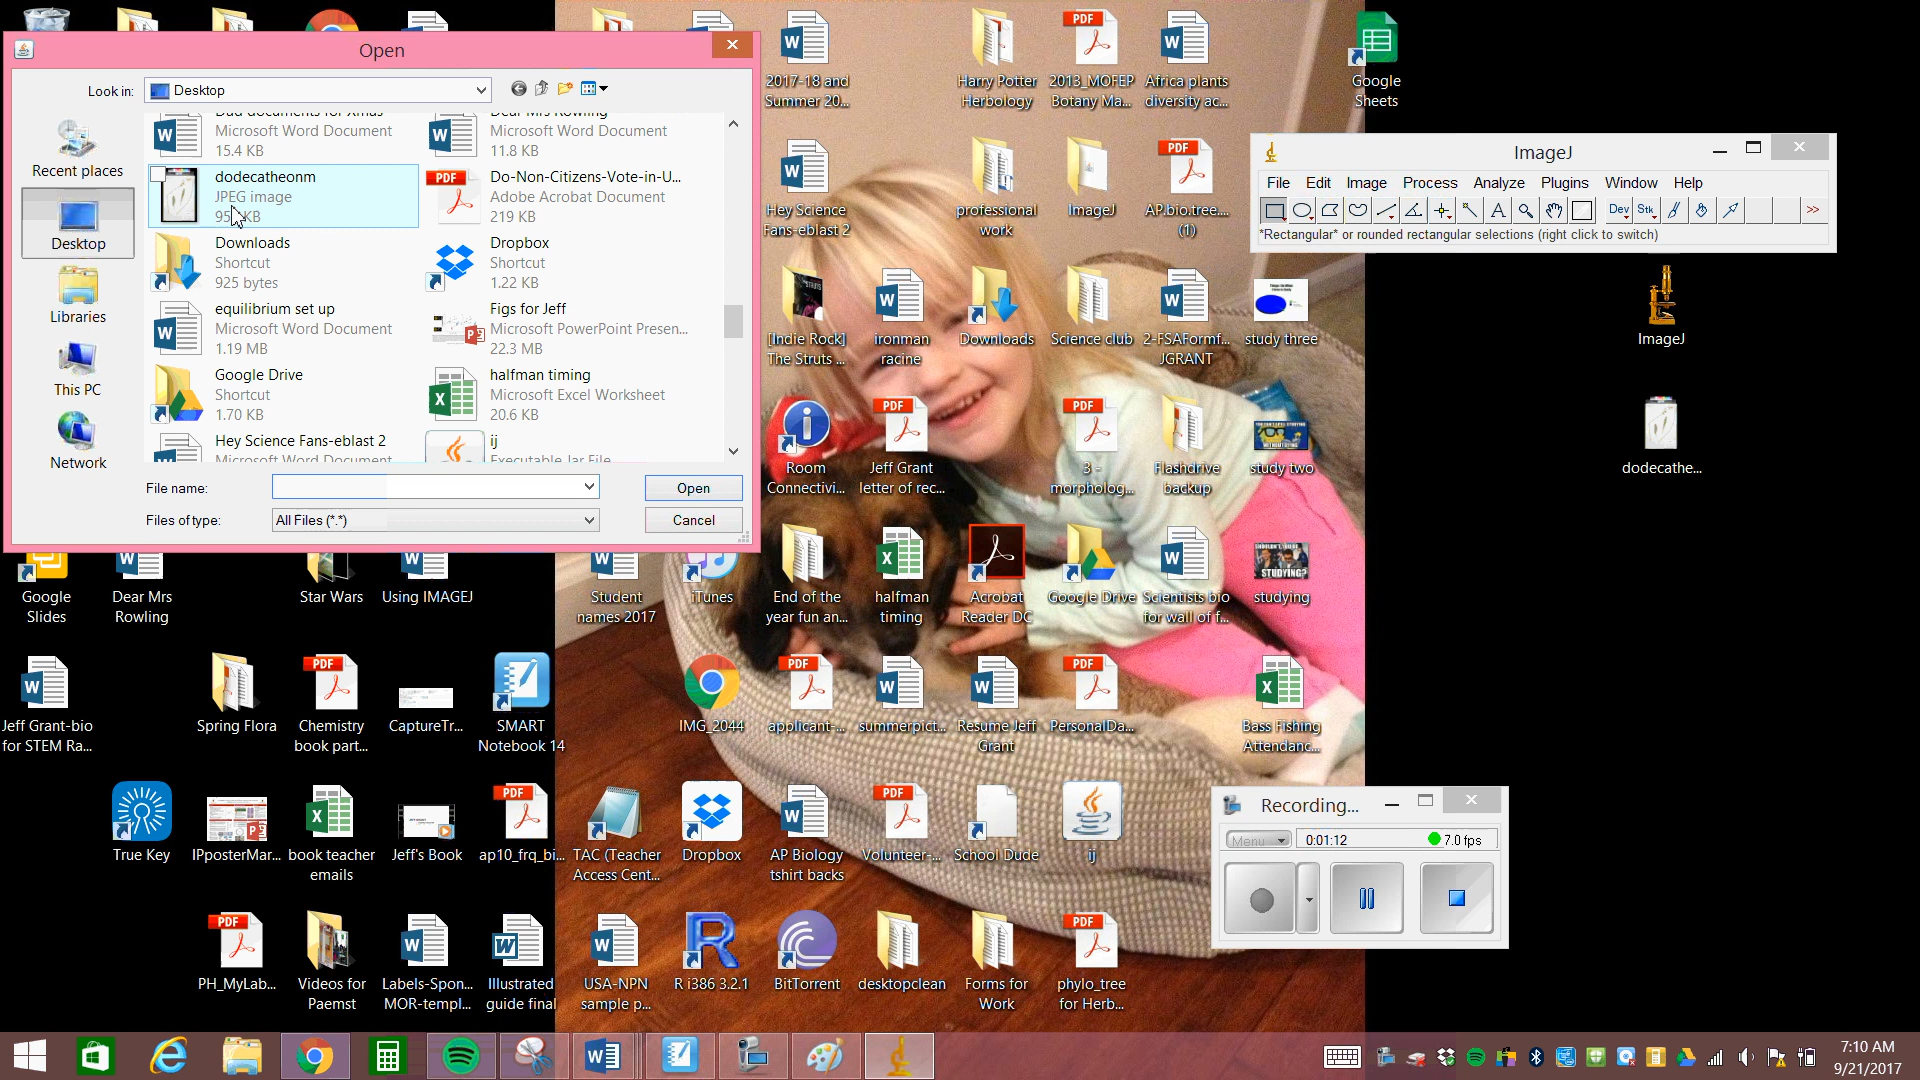 Open
Look in:
Desktop
Recent places
Desktop
Libraries
This PC
Network
Dad documents for Xmas
Microsoft Word Document
15.4 KB
Dear Mrs Rowling
Microsoft Word Document
11.8 KB
dodecatheonm
JPEG image
Do-Non-Citizens-Vote-in-U...
Adobe Acrobat Document
219 KB
Downloads
Shortcut
925 bytes
Dropbox
Shortcut
1.22 KB
equilibrium set up
Microsoft Word Document
1.19 MB
Figs for Jeff
Microsoft PowerPoint Presen...
22.3 MB
Google Drive
Shortcut
1.70 KB
halfman timing
Microsoft Excel Worksheet
20.6 KB
Hey Science Fans-eblast 2
Microsoft Word Document
ij
Executable Jar File
File name:
Open
Files of type:
All Files (*.*)
Cancel
2017-18 and
Summer 20...
Harry Potter
Herbology
2013_MOFEP
Botany Ma...
Africa plants
diversity ac...
Google
Sheets
Hey Science
Fans-eblast 2
professional
work
ImageJ
AP.bio.tree....
(1)
ImageJ
File Edit Image Process Analyze Plugins Window Help
Dev Stk
*Rectangular* or rounded rectangular selections (right click to switch)
[Indie Rock]
The Struts ...
ironman
racine
Downloads
Science club
2-FSAFormf...
JGRANT
study three
ImageJ
Room
Connectivi...
Jeff Grant
letter of rec...
3 -
morpholog...
Flashdrive
backup
study two
dodecathe...
Google
Slides
Dear Mrs
Rowling
Star Wars
Using IMAGEJ
Student
names 2017
iTunes
End of the
year fun an...
halfman
timing
Acrobat
Reader DC
Google Drive
Scientists bio
for wall of f...
studying
Jeff Grant-bio
for STEM Ra...
Spring Flora
Chemistry
book part...
CaptureTr...
SMART
Notebook 14
IMG_2044
applicant-...
summerpict...
Resume Jeff
Grant
PersonalDa...
Bass Fishing
Attendanc...
True Key
IPposterMar...
book teacher
emails
Jeff's Book
ap10_frq_bi...
TAC (Teacher
Access Cent...
Dropbox
AP Biology
tshirt backs
Volunteer-...
School Dude
ij
Recording...
Menu
0:01:12
7.0 fps
PH_MyLab...
Videos for
Paemst
Labels-Spon...
MOR-templ...
Illustrated
guide final
USA-NPN
sample p...
R i386 3.2.1
BitTorrent
desktopclean
Forms for
Work
phylo_tree
for Herb...
7:10 AM
9/21/2017